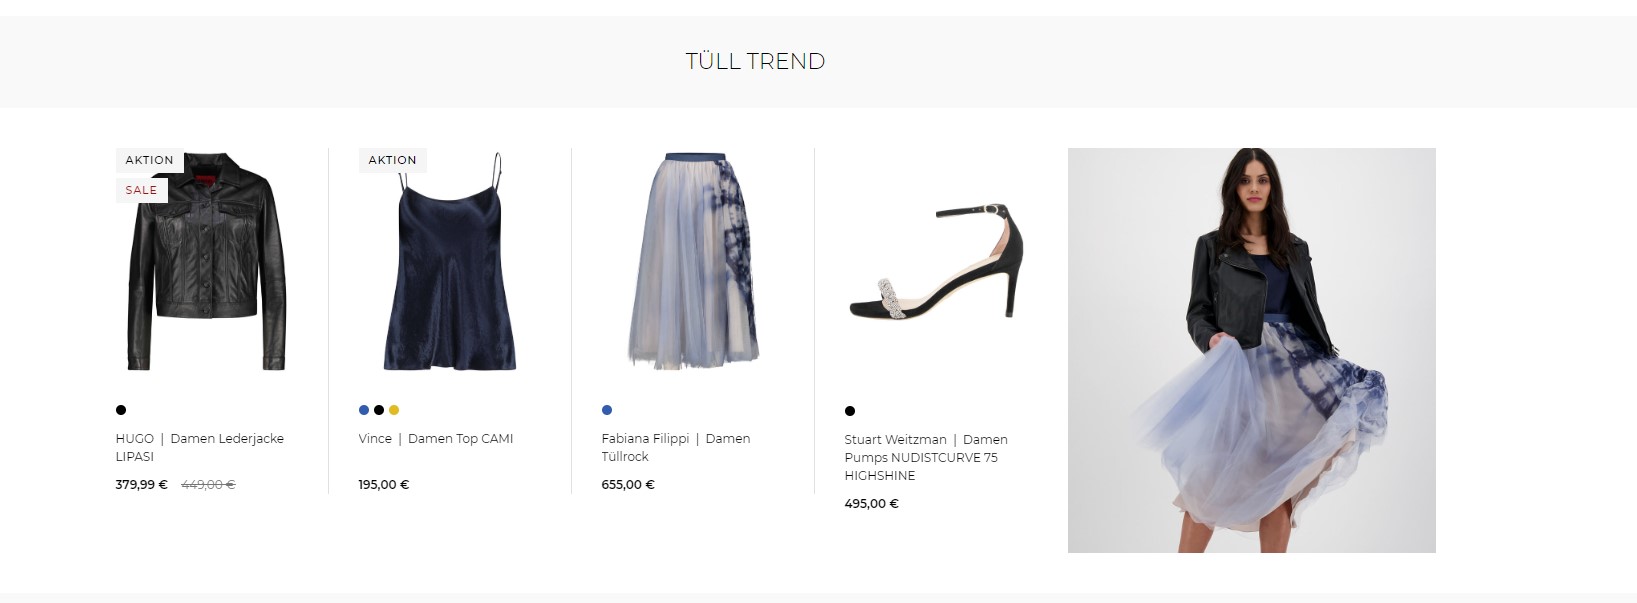 TÜLL TREND
AKTION
SALE
HUGO | Damen Lederjacke
LIPASI
379,99 € 449,00 €
AKTION
Vince | Damen Top CAMI
195,00 €
Fabiana Filippi | Damen
Tüllrock
655,00 €
Stuart Weitzman | Damen
Pumps NUDISTCURVE 75
HIGHSHINE
495,00 €